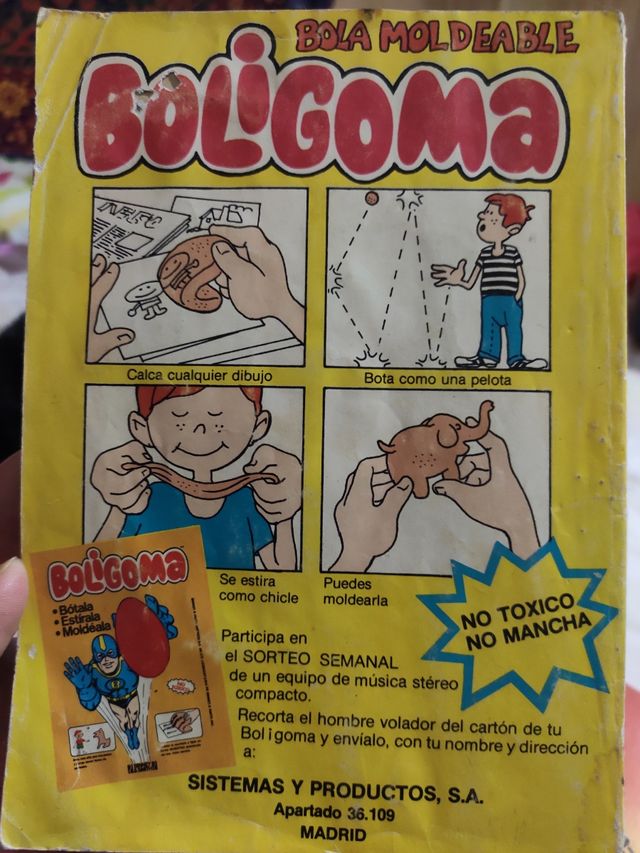 BOLA MOLDEABLE
BOLIGOMA
Calca cualquier dibujo
Bota como una pelota
Se estira
como chicle
Puedes
moldearla
BOLIGOMA
• Bótala
• Estírala
• Moldéala
NO TOXICO
NO MANCHA
Participa en
el SORTEO SEMANAL
de un equipo de música stéreo
compacto.
Recorta el hombre volador del cartón de tu
Boligoma y envíalo, con tu nombre y dirección
a:
SISTEMAS Y PRODUCTOS, S.A.
Apartado 36.109
MADRID